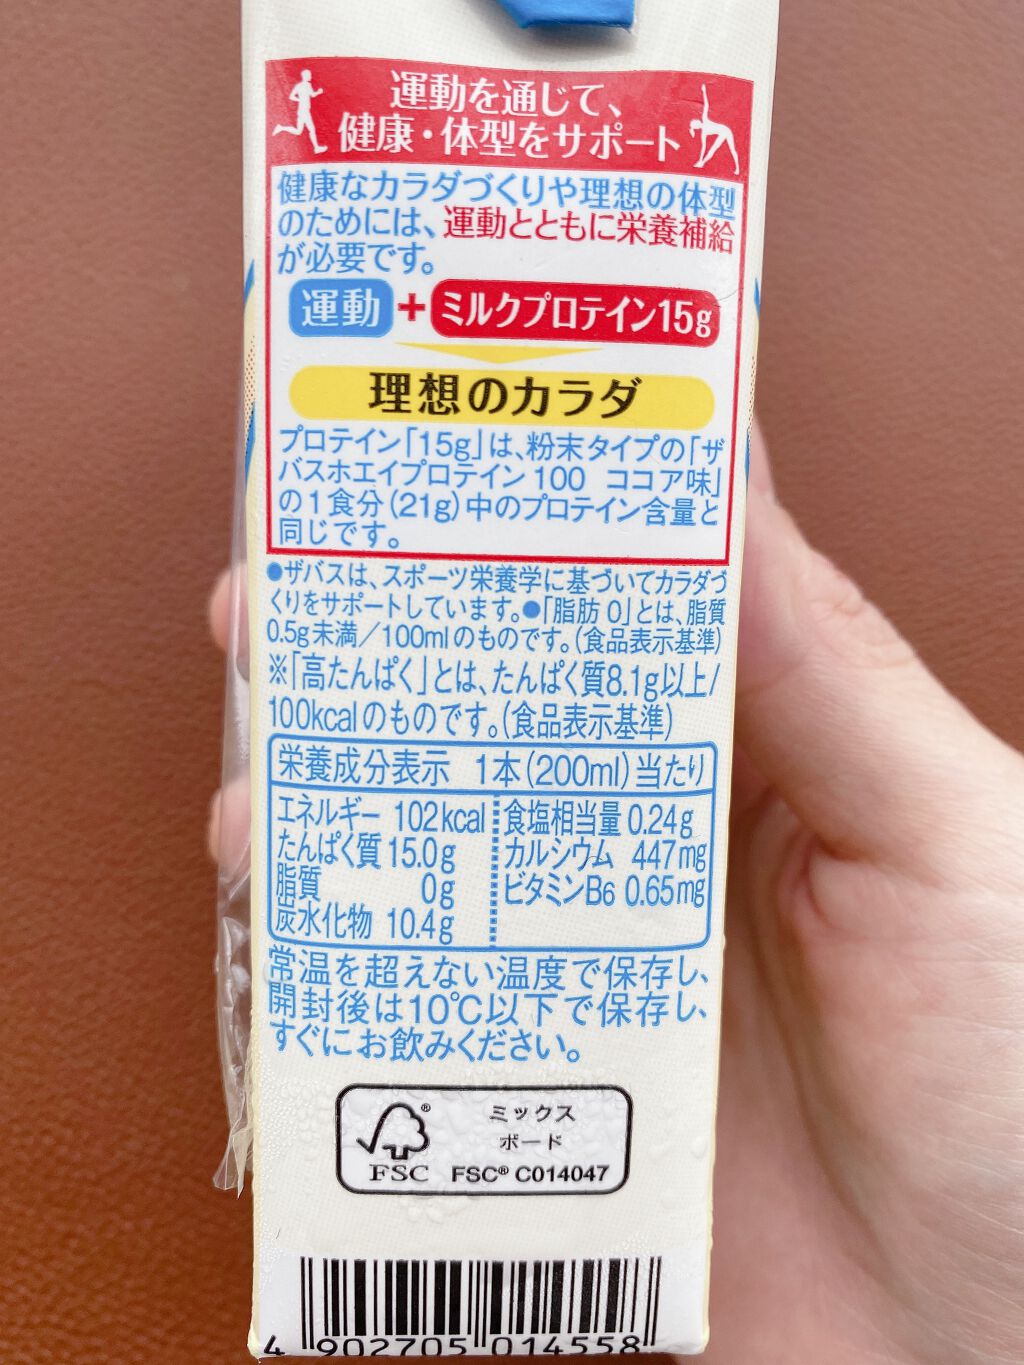 運動を通じて、
健康・体型をサポート
健康なカラダづくりや理想の体型
のためには、運動とともに栄養補給
が必要です。
運動+ミルクプロテイン15g
理想のカラダ
プロテイン「15g」は、粉末タイプの「ザ
バスホエイプロテイン100 ココア味」
の1食分(21g)中のプロテイン含量と
同じです。
●ザバスは、スポーツ栄養学に基づいてカラダづ
くりをサポートしています。●「脂肪0」とは、脂質
0.5g未満/100mlのものです。(食品表示基準)
※「高たんぱく」とは、たんぱく質8.1g以上/
100kcalのものです。(食品表示基準)
栄養成分表示 1本(200ml)当たり
エネルギー 102kcal
たんぱく質 15.0g
脂質 0g
炭水化物 10.4g
食塩相当量 0.24g
カルシウム 447mg
ビタミンB6 0.65mg
常温を超えない温度で保存し、
開封後は10℃以下で保存し、
すぐにお飲みください。
ミックス
ボード
FSC® FSC® C014047
4 902705 014558